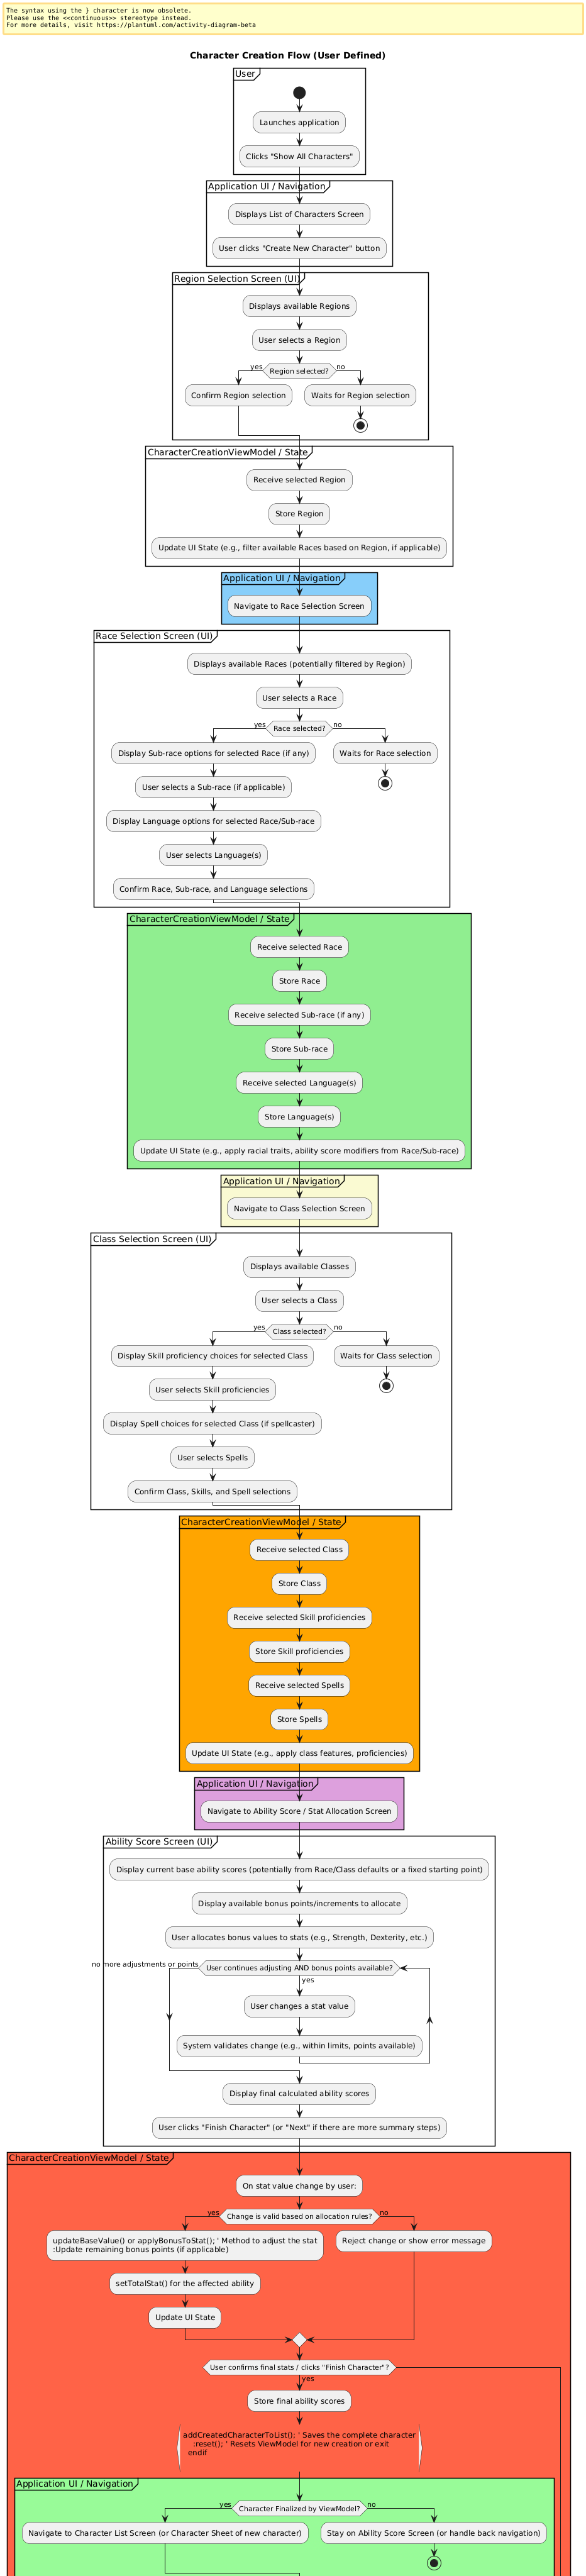 The syntax using the } character is now obsolete.
Please use the <<continuous>> stereotype instead.
For more details, visit https://plantuml.com/activity-diagram-beta
Character Creation Flow (User Defined)
User
Launches application
Clicks "Show All Characters"
Application UI / Navigation
Displays List of Characters Screen
User clicks "Create New Character" button
Region Selection Screen (UI)
Displays available Regions
User selects a Region
yes
Region selected?
no
Confirm Region selection
Waits for Region selection
CharacterCreationViewModel / State
Receive selected Region
Store Region
Update UI State (e.g., filter available Races based on Region, if applicable)
Application UI / Navigation
Navigate to Race Selection Screen
Race Selection Screen (UI)
Displays available Races (potentially filtered by Region)
User selects a Race
yes
Race selected?
no
Display Sub-race options for selected Race (if any)
Waits for Race selection
User selects a Sub-race (if applicable)
Display Language options for selected Race/Sub-race
User selects Language(s)
Confirm Race, Sub-race, and Language selections
CharacterCreationViewModel / State
Receive selected Race
Store Race
Receive selected Sub-race (if any)
Store Sub-race
Receive selected Language(s)
Store Language(s)
Update UI State (e.g., apply racial traits, ability score modifiers from Race/Sub-race)
Application UI / Navigation
Navigate to Class Selection Screen
Class Selection Screen (UI)
Displays available Classes
User selects a Class
yes
Class selected?
no
Display Skill proficiency choices for selected Class
Waits for Class selection
User selects Skill proficiencies
Display Spell choices for selected Class (if spellcaster)
User selects Spells
Confirm Class, Skills, and Spell selections
CharacterCreationViewModel / State
Receive selected Class
Store Class
Receive selected Skill proficiencies
Store Skill proficiencies
Receive selected Spells
Store Spells
Update UI State (e.g., apply class features, proficiencies)
Application UI / Navigation
Navigate to Ability Score / Stat Allocation Screen
Ability Score Screen (UI)
Display current base ability scores (potentially from Race/Class defaults or a fixed starting point)
Display available bonus points/increments to allocate
User allocates bonus values to stats (e.g., Strength, Dexterity, etc.)
no more adjustments or points
User continues adjusting AND bonus points available?
yes
User changes a stat value
System validates change (e.g., within limits, points available)
Display final calculated ability scores
User clicks "Finish Character" (or "Next" if there are more summary steps)
CharacterCreationViewModel / State
On stat value change by user:
yes
Change is valid based on allocation rules?
no
updateBaseValue() or applyBonusToStat(); ' Method to adjust the stat
:Update remaining bonus points (if applicable)
Reject change or show error message
setTotalStat() for the affected ability
Update UI State
User confirms final stats / clicks "Finish Character"?
yes
Store final ability scores
addCreatedCharacterToList(); ' Saves the complete character
:reset(); ' Resets ViewModel for new creation or exit
endif
Application UI / Navigation
yes
Character Finalized by ViewModel?
no
Navigate to Character List Screen (or Character Sheet of new character)
Stay on Ability Score Screen (or handle back navigation)